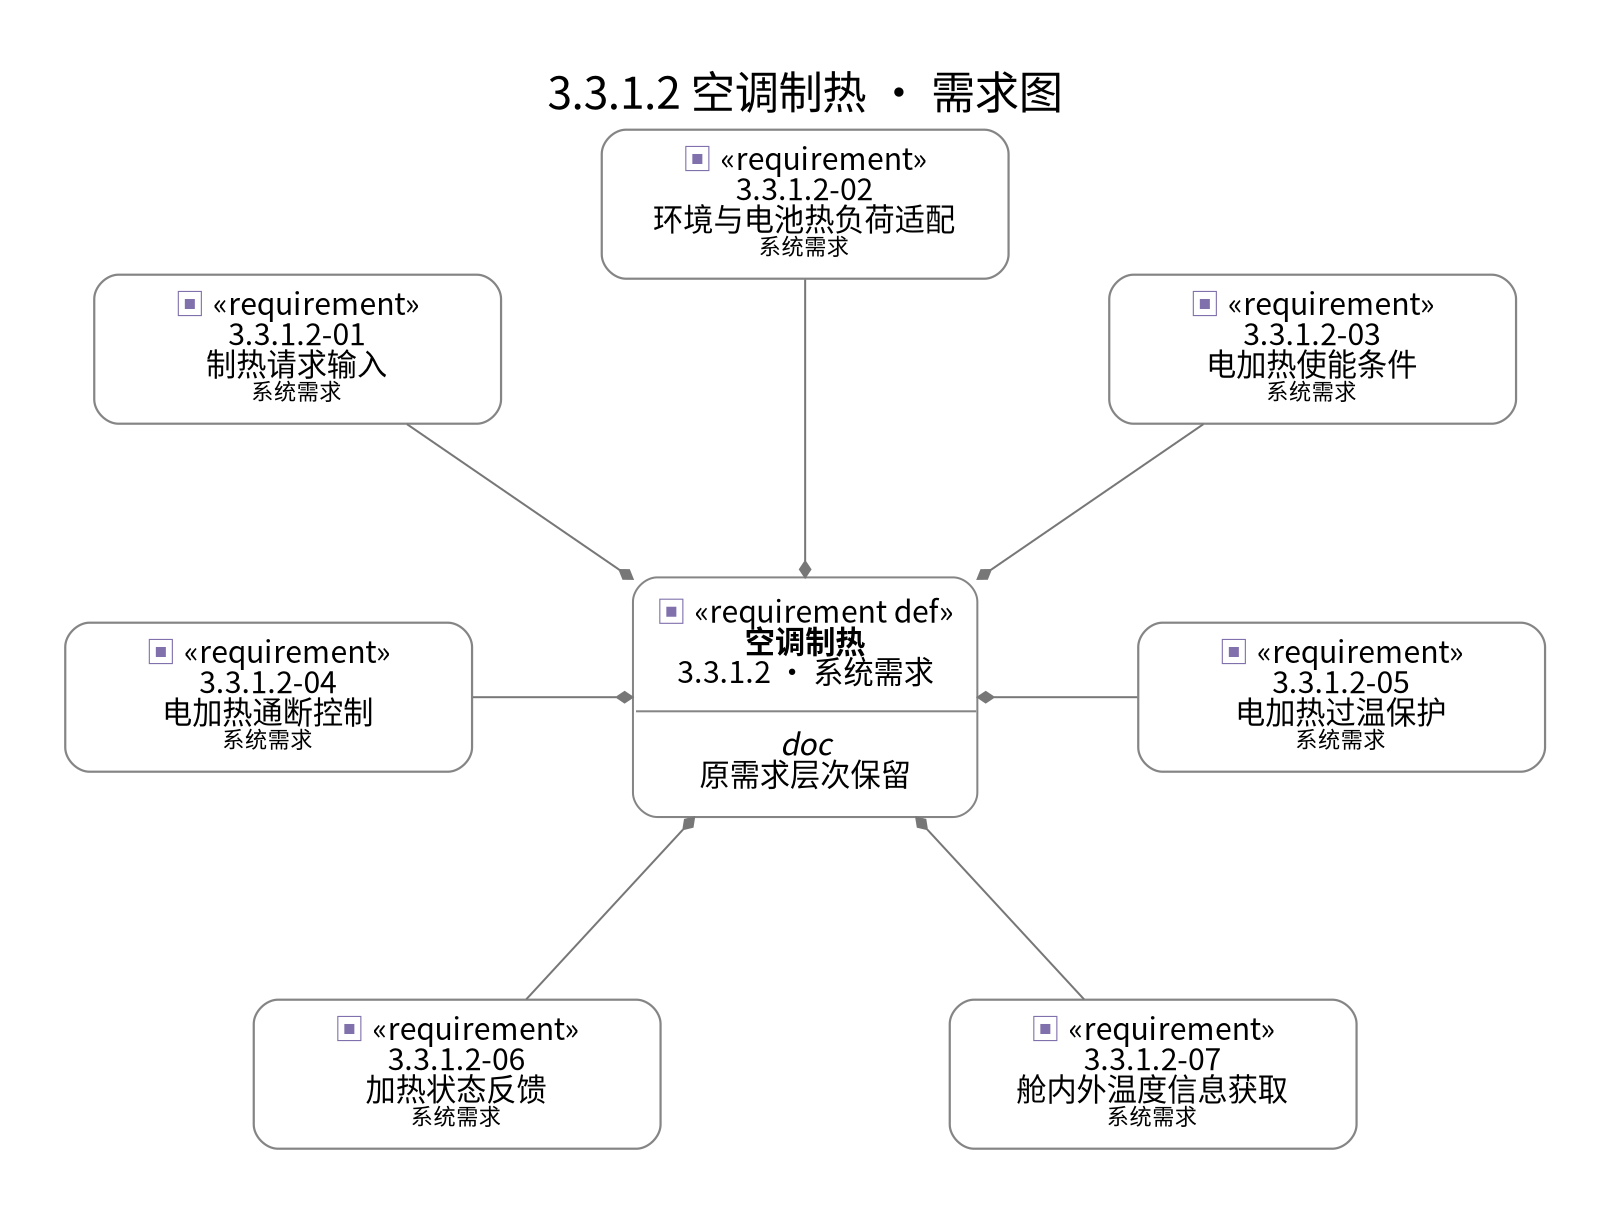 3.3.1.2 空调制热 · 需求图
«requirement»
3.3.1.2-02
环境与电池热负荷适配
系统需求
«requirement»
3.3.1.2-01
制热请求输入
系统需求
«requirement»
3.3.1.2-03
电加热使能条件
系统需求
«requirement def»
空调制热
3.3.1.2 · 系统需求
doc
原需求层次保留
«requirement»
3.3.1.2-04
电加热通断控制
系统需求
«requirement»
3.3.1.2-05
电加热过温保护
系统需求
«requirement»
3.3.1.2-06
加热状态反馈
系统需求
«requirement»
3.3.1.2-07
舱内外温度信息获取
系统需求